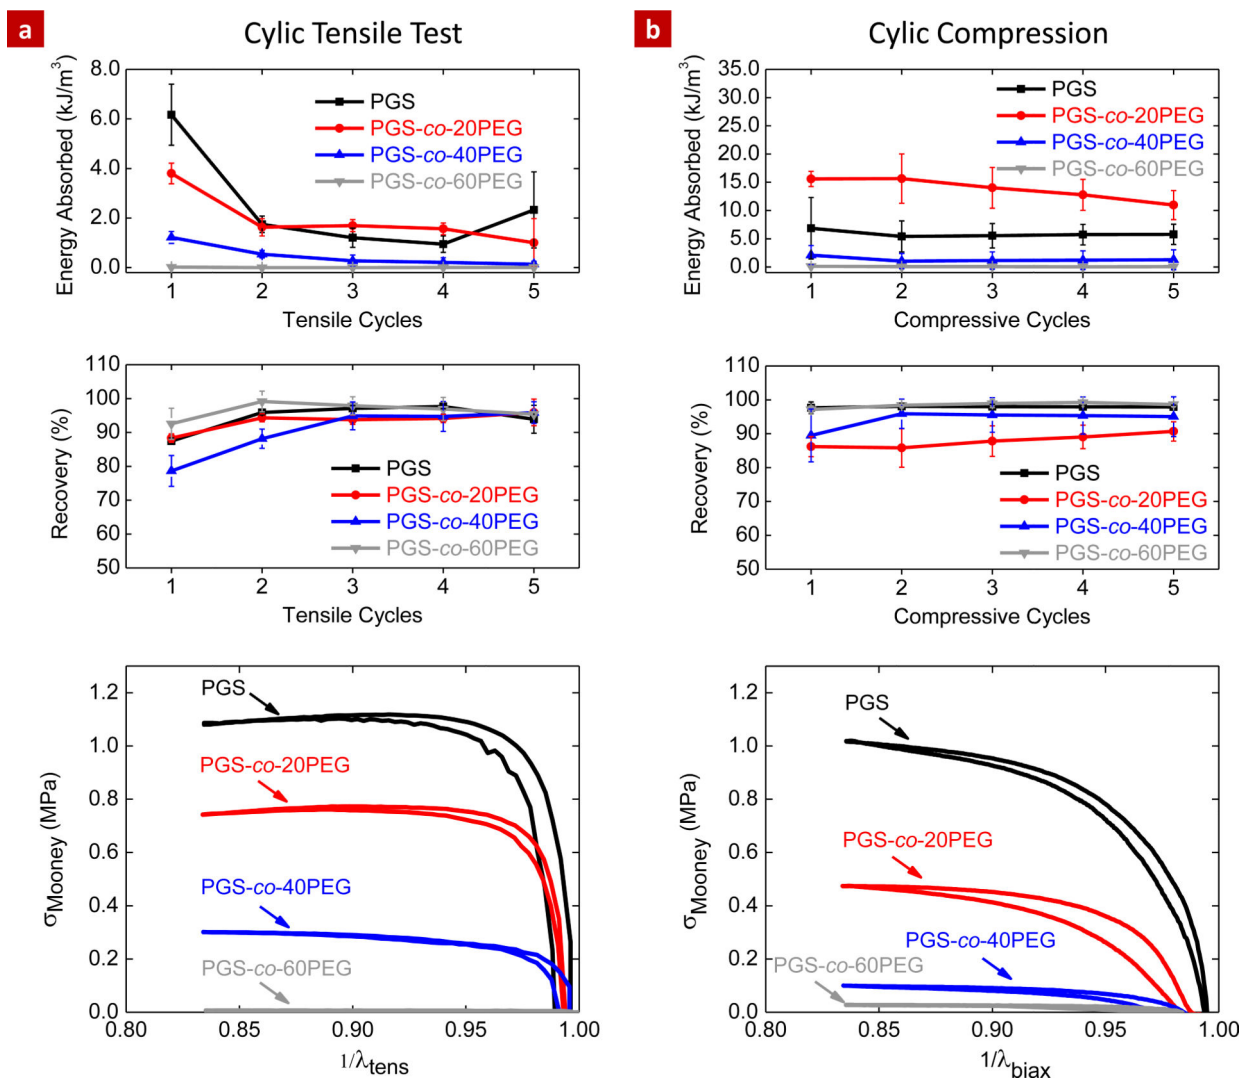 a
Cylic Tensile Test
8.0
6.0
4.0
2.0
0.0
Energy Absorbed (kJ/m³)
PGS
PGS-co-20PEG
PGS-co-40PEG
PGS-co-60PEG
1 2 3 4 5
Tensile Cycles
110
100
90
80
70
60
50
Recovery (%)
PGS
PGS-co-20PEG
PGS-co-40PEG
PGS-co-60PEG
1 2 3 4 5
Tensile Cycles
1.2
1.0
0.8
0.6
0.4
0.2
0.0
σMooney (MPa)
PGS
PGS-co-20PEG
PGS-co-40PEG
PGS-co-60PEG
0.80 0.85 0.90 0.95 1.00
1/λtens
b
Cylic Compression
35.0
30.0
25.0
20.0
15.0
10.0
5.0
0.0
Energy Absorbed (kJ/m³)
PGS
PGS-co-20PEG
PGS-co-40PEG
PGS-co-60PEG
1 2 3 4 5
Compressive Cycles
110
100
90
80
70
60
50
Recovery (%)
PGS
PGS-co-20PEG
PGS-co-40PEG
PGS-co-60PEG
1 2 3 4 5
Compressive Cycles
1.2
1.0
0.8
0.6
0.4
0.2
0.0
σMooney (MPa)
PGS
PGS-co-20PEG
PGS-co-40PEG
PGS-co-60PEG
0.80 0.85 0.90 0.95 1.00
1/λbiax